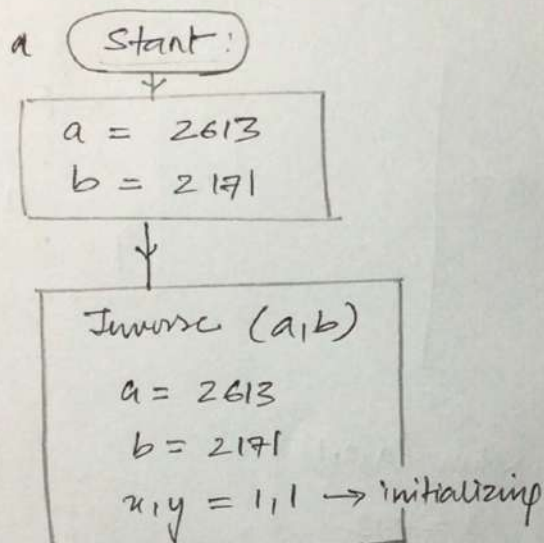 a Start:
a = 2613
b = 2171
Inverse (a,b)
a = 2613
b = 2171
x,y = 1,1 → initializing